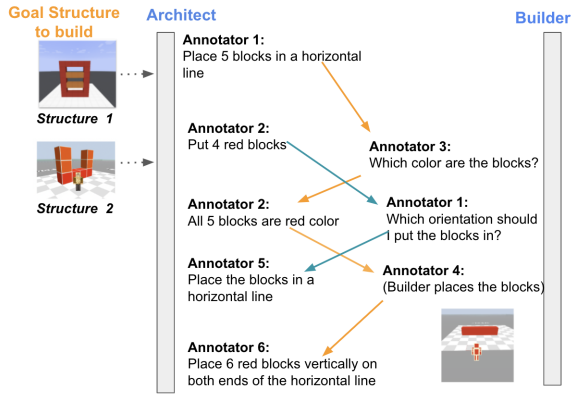 Goal Structure
to build
Architect
Builder
Structure 1
Structure 2
Annotator 1:
Place 5 blocks in a horizontal
line
Annotator 2:
Put 4 red blocks
Annotator 3:
Which color are the blocks?
Annotator 2:
All 5 blocks are red color
Annotator 1:
Which orientation should
I put the blocks in?
Annotator 5:
Place the blocks in a
horizontal line
Annotator 4:
(Builder places the blocks)
Annotator 6:
Place 6 red blocks vertically on
both ends of the horizontal line